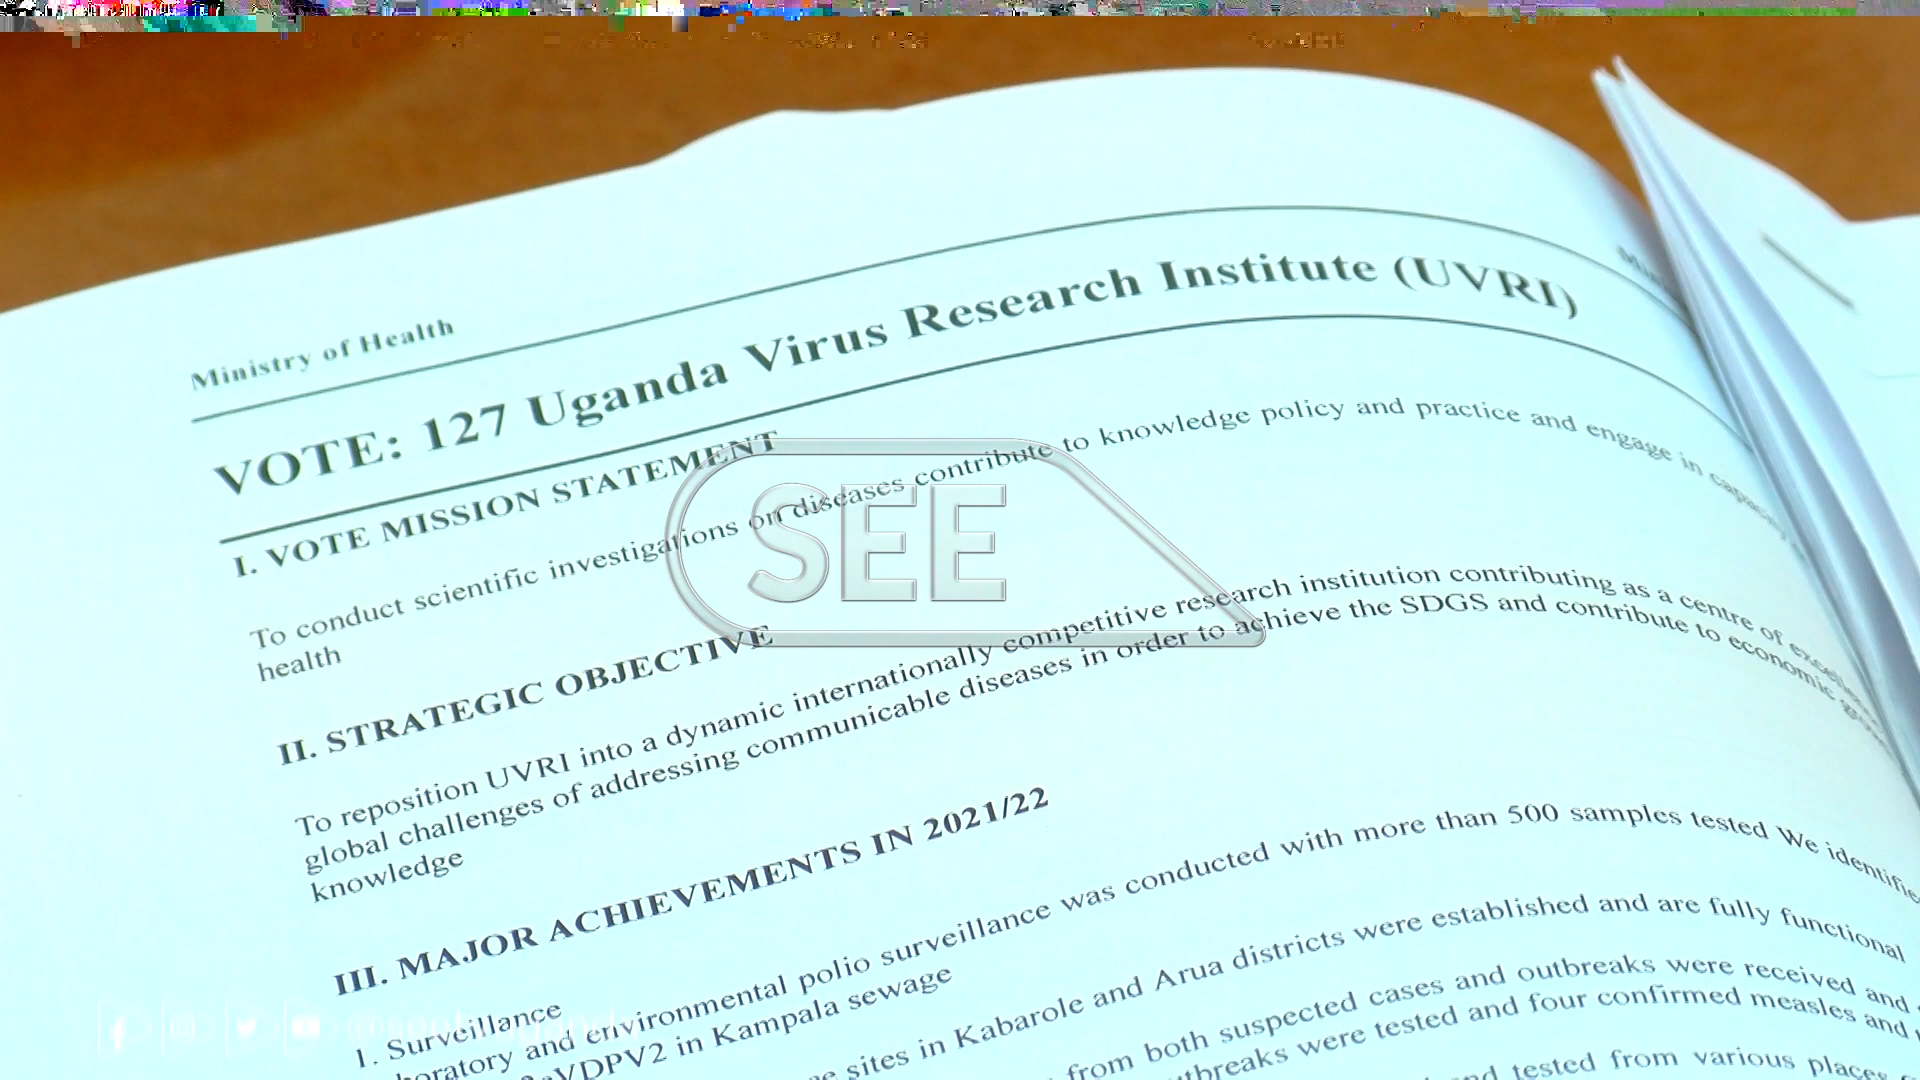 Ministry of Health
VOTE: 127 Uganda Virus Research Institute (UVRI)
I. VOTE MISSION STATEMENT
To conduct scientific investigations on diseases contribute to knowledge policy and practice and engage in
health
II. STRATEGIC OBJECTIVE
To reposition UVRI into a dynamic internationally competitive research institution contributing as a centre of
global challenges of addressing communicable diseases in order to achieve the SDGS and contribute to economic
knowledge
III. MAJOR ACHIEVEMENTS IN 2021/22
1. Surveillance
and environmental polio surveillance was conducted with more than 500 samples tested We
in Kampala sewage
sites in Kabarole and Arua districts were established and are fully functional
from both suspected cases and outbreaks were received and
were tested and four confirmed measles and
tested from various places
SEE